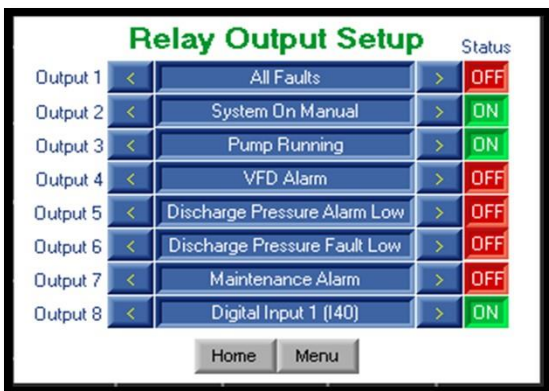 Relay Output Setup Status
Output 1 < All Faults > OFF
Output 2 < System On Manual > ON
Output 3 < Pump Running > ON
Output 4 < VFD Alarm > OFF
Output 5 < Discharge Pressure Alarm Low > OFF
Output 6 < Discharge Pressure Fault Low > OFF
Output 7 < Maintenance Alarm > OFF
Output 8 < Digital Input 1 (I40) > ON
Home Menu